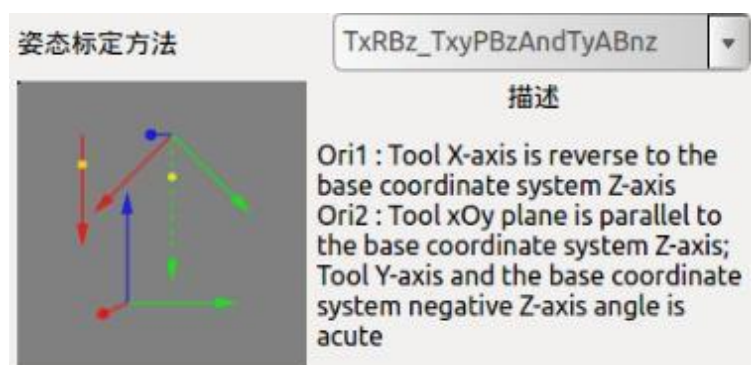 姿态标定方法
TxRBz_TxyPBzAndTyABnz
描述
Ori1 : Tool X-axis is reverse to the
base coordinate system Z-axis
Ori2 : Tool xOy plane is parallel to
the base coordinate system Z-axis;
Tool Y-axis and the base coordinate
system negative Z-axis angle is
acute